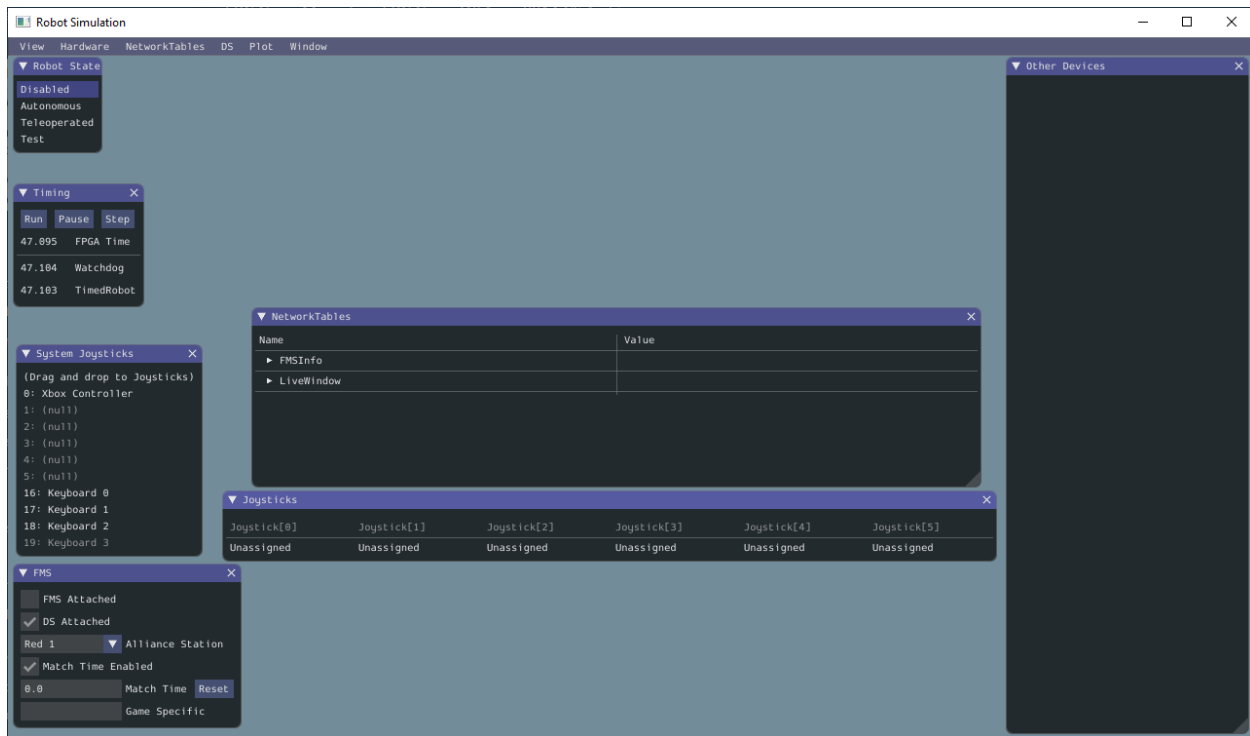 Robot Simulation
View Hardware NetworkTables DS Plot Window
Robot State
Disabled
Autonomous
Teleoperated
Test
Timing
Run Pause Step
47.095 FPGA Time
47.104 Watchdog
47.103 TimedRobot
System Joysticks
(Drag and drop to Joysticks)
0: Xbox Controller
1: (null)
2: (null)
3: (null)
4: (null)
5: (null)
16: Keyboard 0
17: Keyboard 1
18: Keyboard 2
19: Keyboard 3
FMS
FMS Attached
DS Attached
Red 1 Alliance Station
Match Time Enabled
0.0 Match Time Reset
Game Specific
NetworkTables
Name Value
FMSInfo
LiveWindow
Joysticks
Joystick[0] Joystick[1] Joystick[2] Joystick[3] Joystick[4] Joystick[5]
Unassigned Unassigned Unassigned Unassigned Unassigned Unassigned
Other Devices